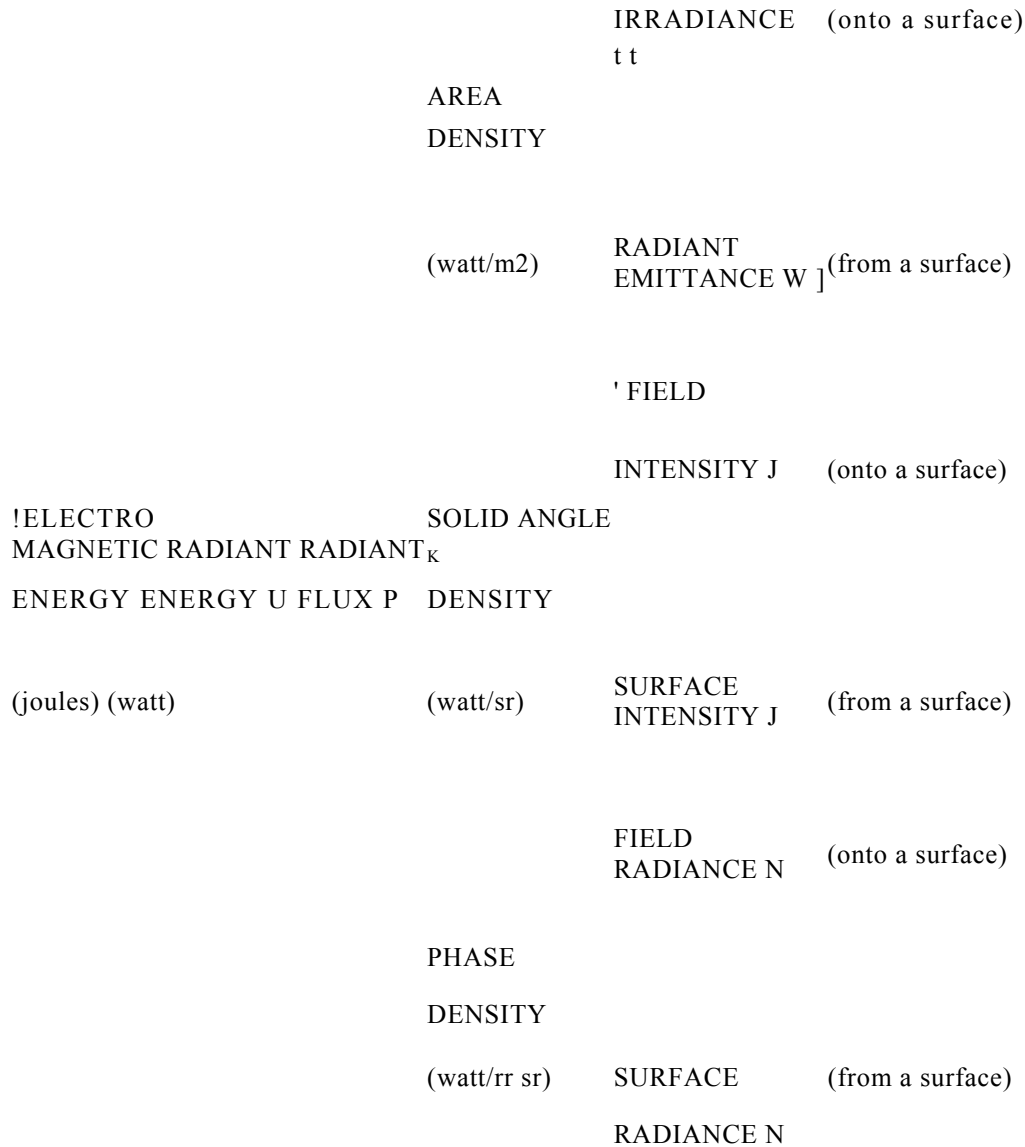 IRRADIANCE (onto a surface)
t t
AREA
DENSITY
(watt/m2)
RADIANT
EMITTANCE W ] (from a surface)
' FIELD
INTENSITY J (onto a surface)
!ELECTRO SOLID ANGLE
MAGNETIC RADIANT RADIANT K
ENERGY ENERGY U FLUX P DENSITY
(joules) (watt) (watt/sr)
SURFACE
INTENSITY J (from a surface)
FIELD
RADIANCE N (onto a surface)
PHASE
DENSITY
(watt/rr sr) SURFACE (from a surface)
RADIANCE N